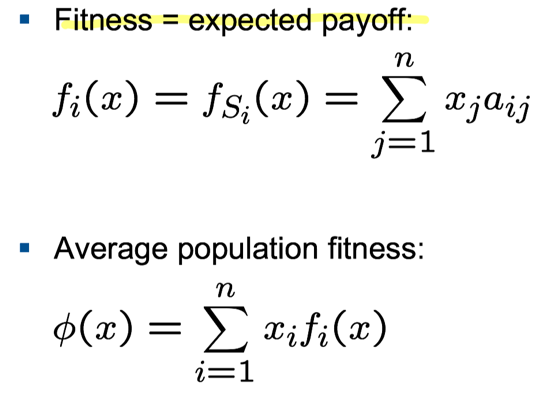 ▪ Fitness = expected payoff:
f_i(x) = f_{S_i}(x) = \sum_{j=1}^{n} x_j a_{ij}
▪ Average population fitness:
\phi(x) = \sum_{i=1}^{n} x_i f_i(x)